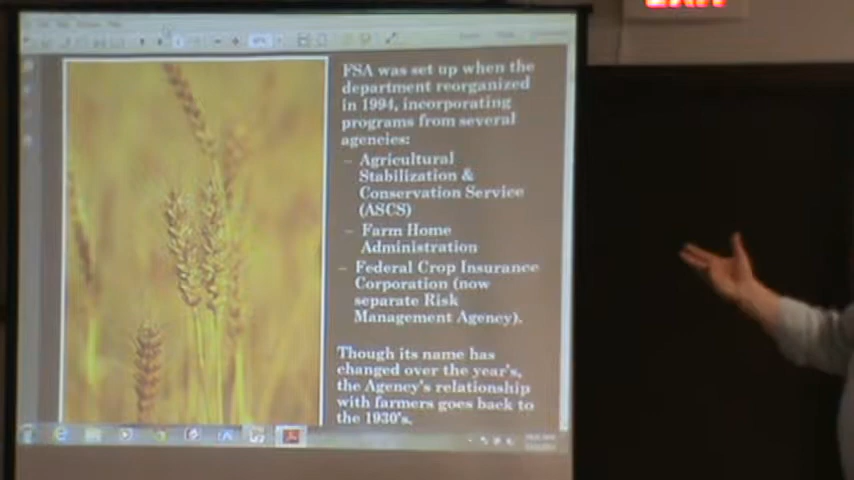 EXIT
FSA was set up when the
department reorganized
in 1994, incorporating
programs from several
agencies:
– Agricultural
Stabilization &
Conservation Service
(ASCS)
– Farm Home
Administration
– Federal Crop Insurance
Corporation (now
separate Risk
Management Agency).
Though its name has
changed over the year's,
the Agency's relationship
with farmers goes back to
the 1930's.